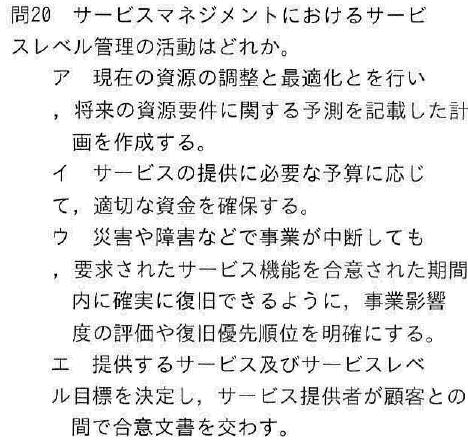 問20　サービスマネジメントにおけるサービ
スレベル管理の活動はどれか。
ア　現在の資源の調整と最適化とを行い
，将来の資源要件に関する予測を記載した計
画を作成する。
イ　サービスの提供に必要な予算に応じ
て，適切な資金を確保する。
ウ　災害や障害などで事業が中断しても
，要求されたサービス機能を合意された期間
内に確実に復旧できるように，事業影響
度の評価や復旧優先順位を明確にする。
エ　提供するサービス及びサービスレベ
ル目標を決定し，サービス提供者が顧客との
間で合意文書を交わす。